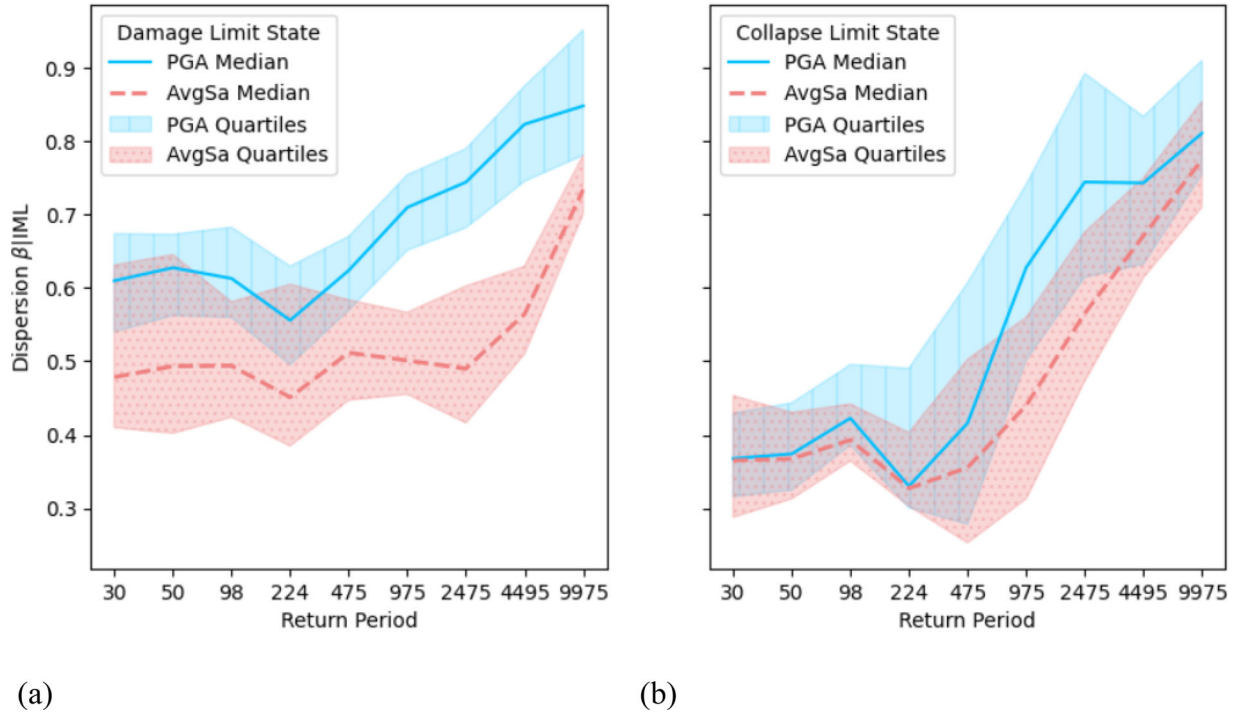 Damage Limit State
PGA Median
AvgSa Median
PGA Quartiles
AvgSa Quartiles
0.9
0.8
0.7
0.6
0.5
0.4
0.3
Dispersion β|IML
30 50 98 224 475 975 2475 4495 9975
Return Period
(a)
Collapse Limit State
PGA Median
AvgSa Median
PGA Quartiles
AvgSa Quartiles
30 50 98 224 475 975 2475 4495 9975
Return Period
(b)